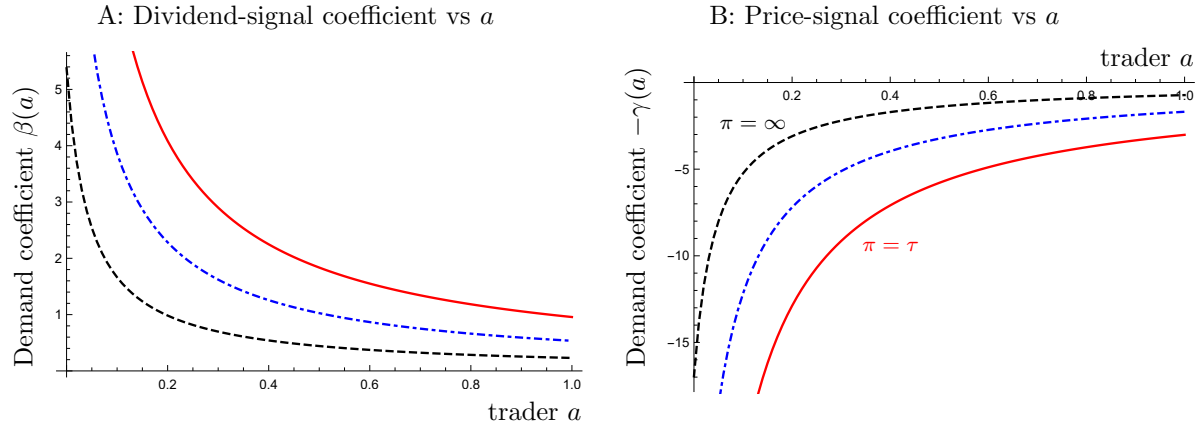 A: Dividend-signal coefficient vs a
Demand coefficient β(a)
5
4
3
2
1
0.2
0.4
0.6
0.8
1.0
trader a
B: Price-signal coefficient vs a
trader a
Demand coefficient −γ(a)
0.2
0.4
0.6
0.8
1.0
π = ∞
−5
π = τ
−10
−15